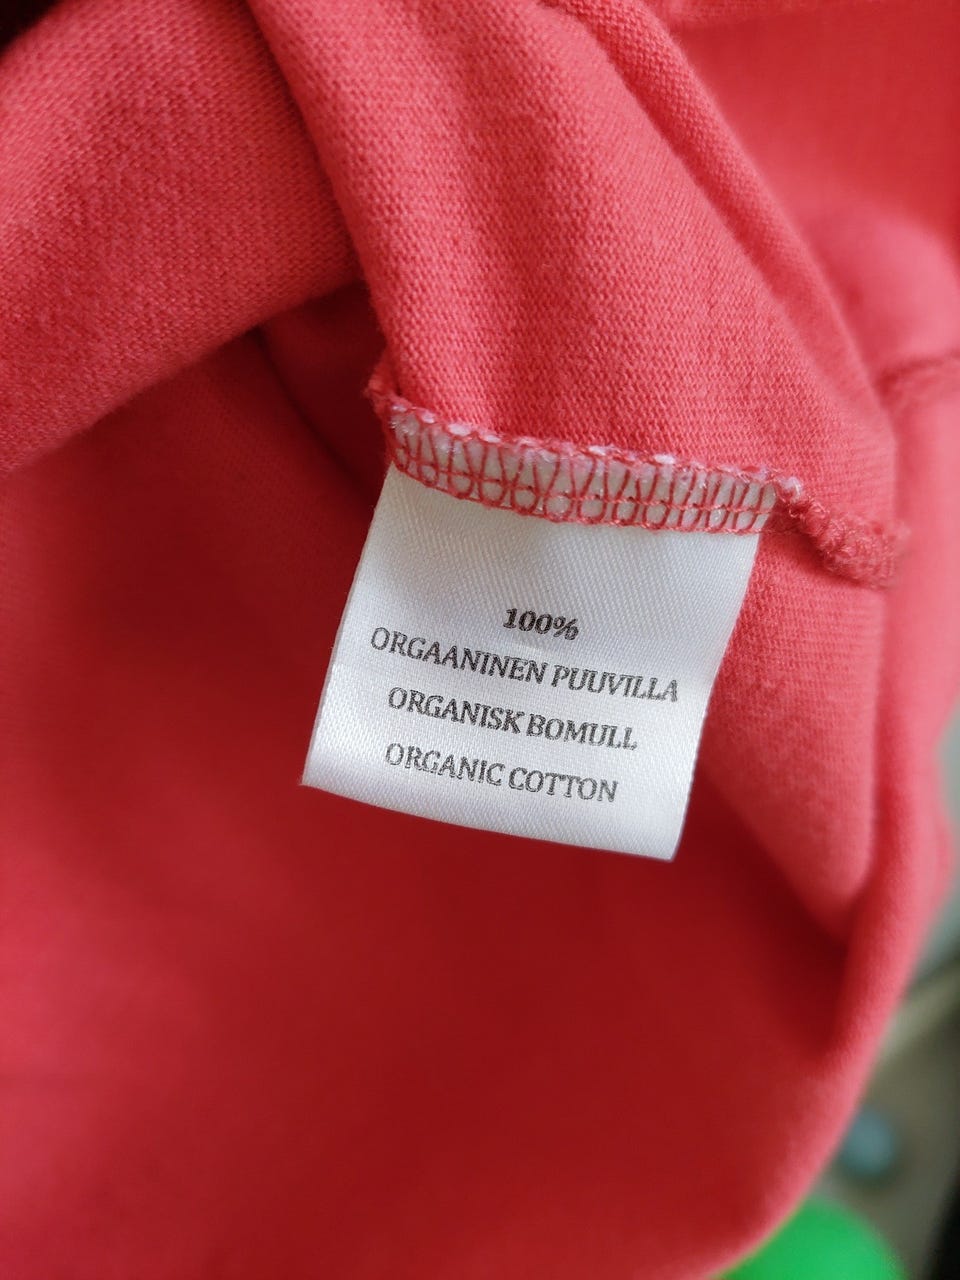 100%
ORGAANINEN PUUVILLA
ORGANISK BOMULL
ORGANIC COTTON